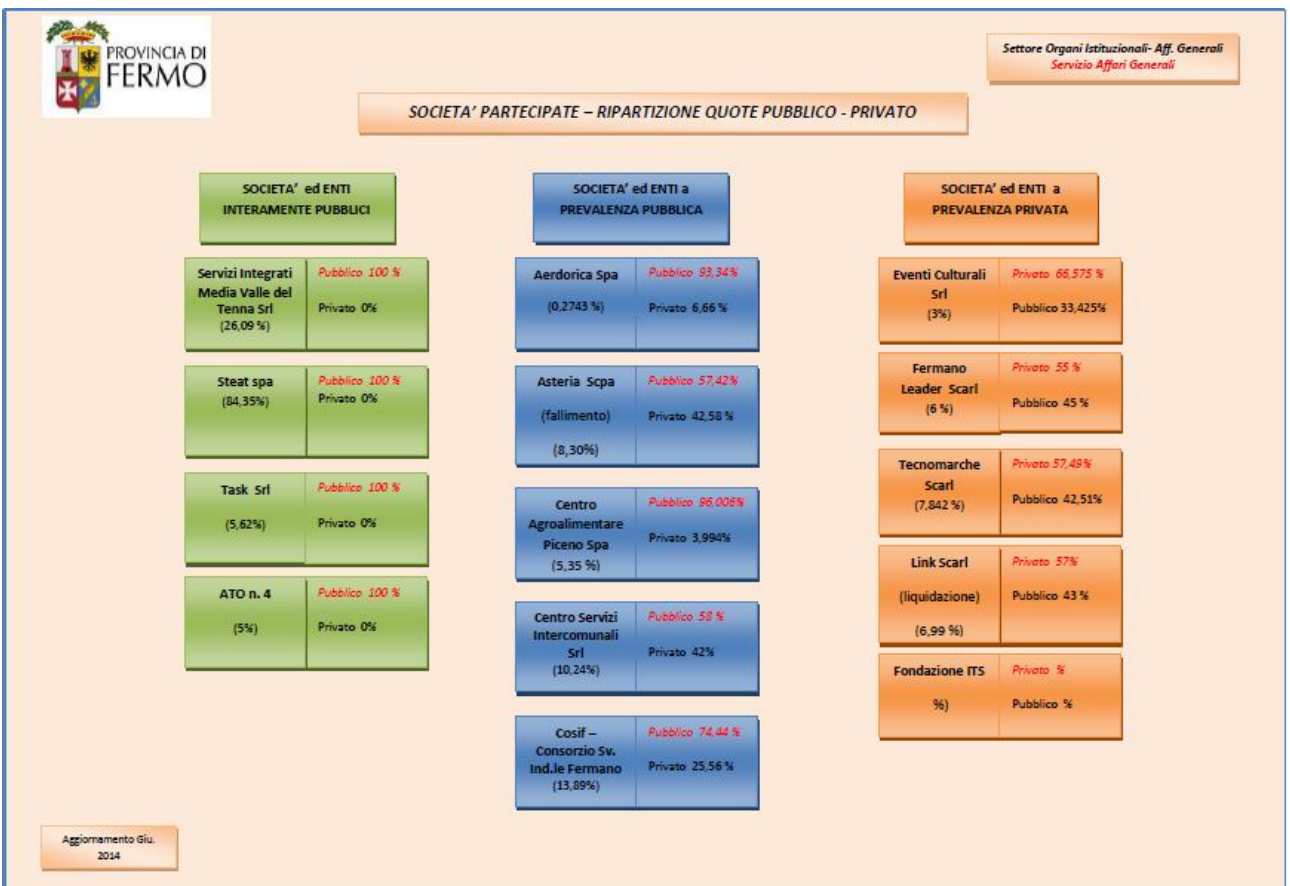 PROVINCIA DI
FERMO
Settore Organi Istituzionali- Aff. Generali
Servizio Affari Generali
SOCIETA' PARTECIPATE – RIPARTIZIONE QUOTE PUBBLICO - PRIVATO
SOCIETA' ed ENTI
INTERAMENTE PUBBLICI
Servizi Integrati
Media Valle del
Tenna Srl
(26,09 %)
Pubblico 100 %
Privato 0%
Steat spa
(84,35%)
Pubblico 100 %
Privato 0%
Task Srl
(5,62%)
Pubblico 100 %
Privato 0%
ATO n. 4
(5%)
Pubblico 100 %
Privato 0%
SOCIETA' ed ENTI a
PREVALENZA PUBBLICA
Aerdorica Spa
(0,2743 %)
Pubblico 93,34%
Privato 6,66 %
Asteria Scpa
(fallimento)
(8,30%)
Pubblico 57,42%
Privato 42,58 %
Centro
Agroalimentare
Piceno Spa
(5,35 %)
Pubblico 96,006%
Privato 3,994%
Centro Servizi
Intercomunali
Srl
(10,24%)
Pubblico 58 %
Privato 42%
Cosif –
Consorzio Sv.
Ind.le Fermano
(13,89%)
Pubblico 74,44 %
Privato 25,56 %
SOCIETA' ed ENTI a
PREVALENZA PRIVATA
Eventi Culturali
Srl
(3%)
Privato 66,575 %
Pubblico 33,425%
Fermano
Leader Scarl
(6 %)
Privato 55 %
Pubblico 45 %
Tecnomarche
Scarl
(7,842 %)
Privato 57,49%
Pubblico 42,51%
Link Scarl
(liquidazione)
(6,99 %)
Privato 57%
Pubblico 43 %
Fondazione ITS
%)
Privato %
Pubblico %
Aggiornamento Giu.
2014